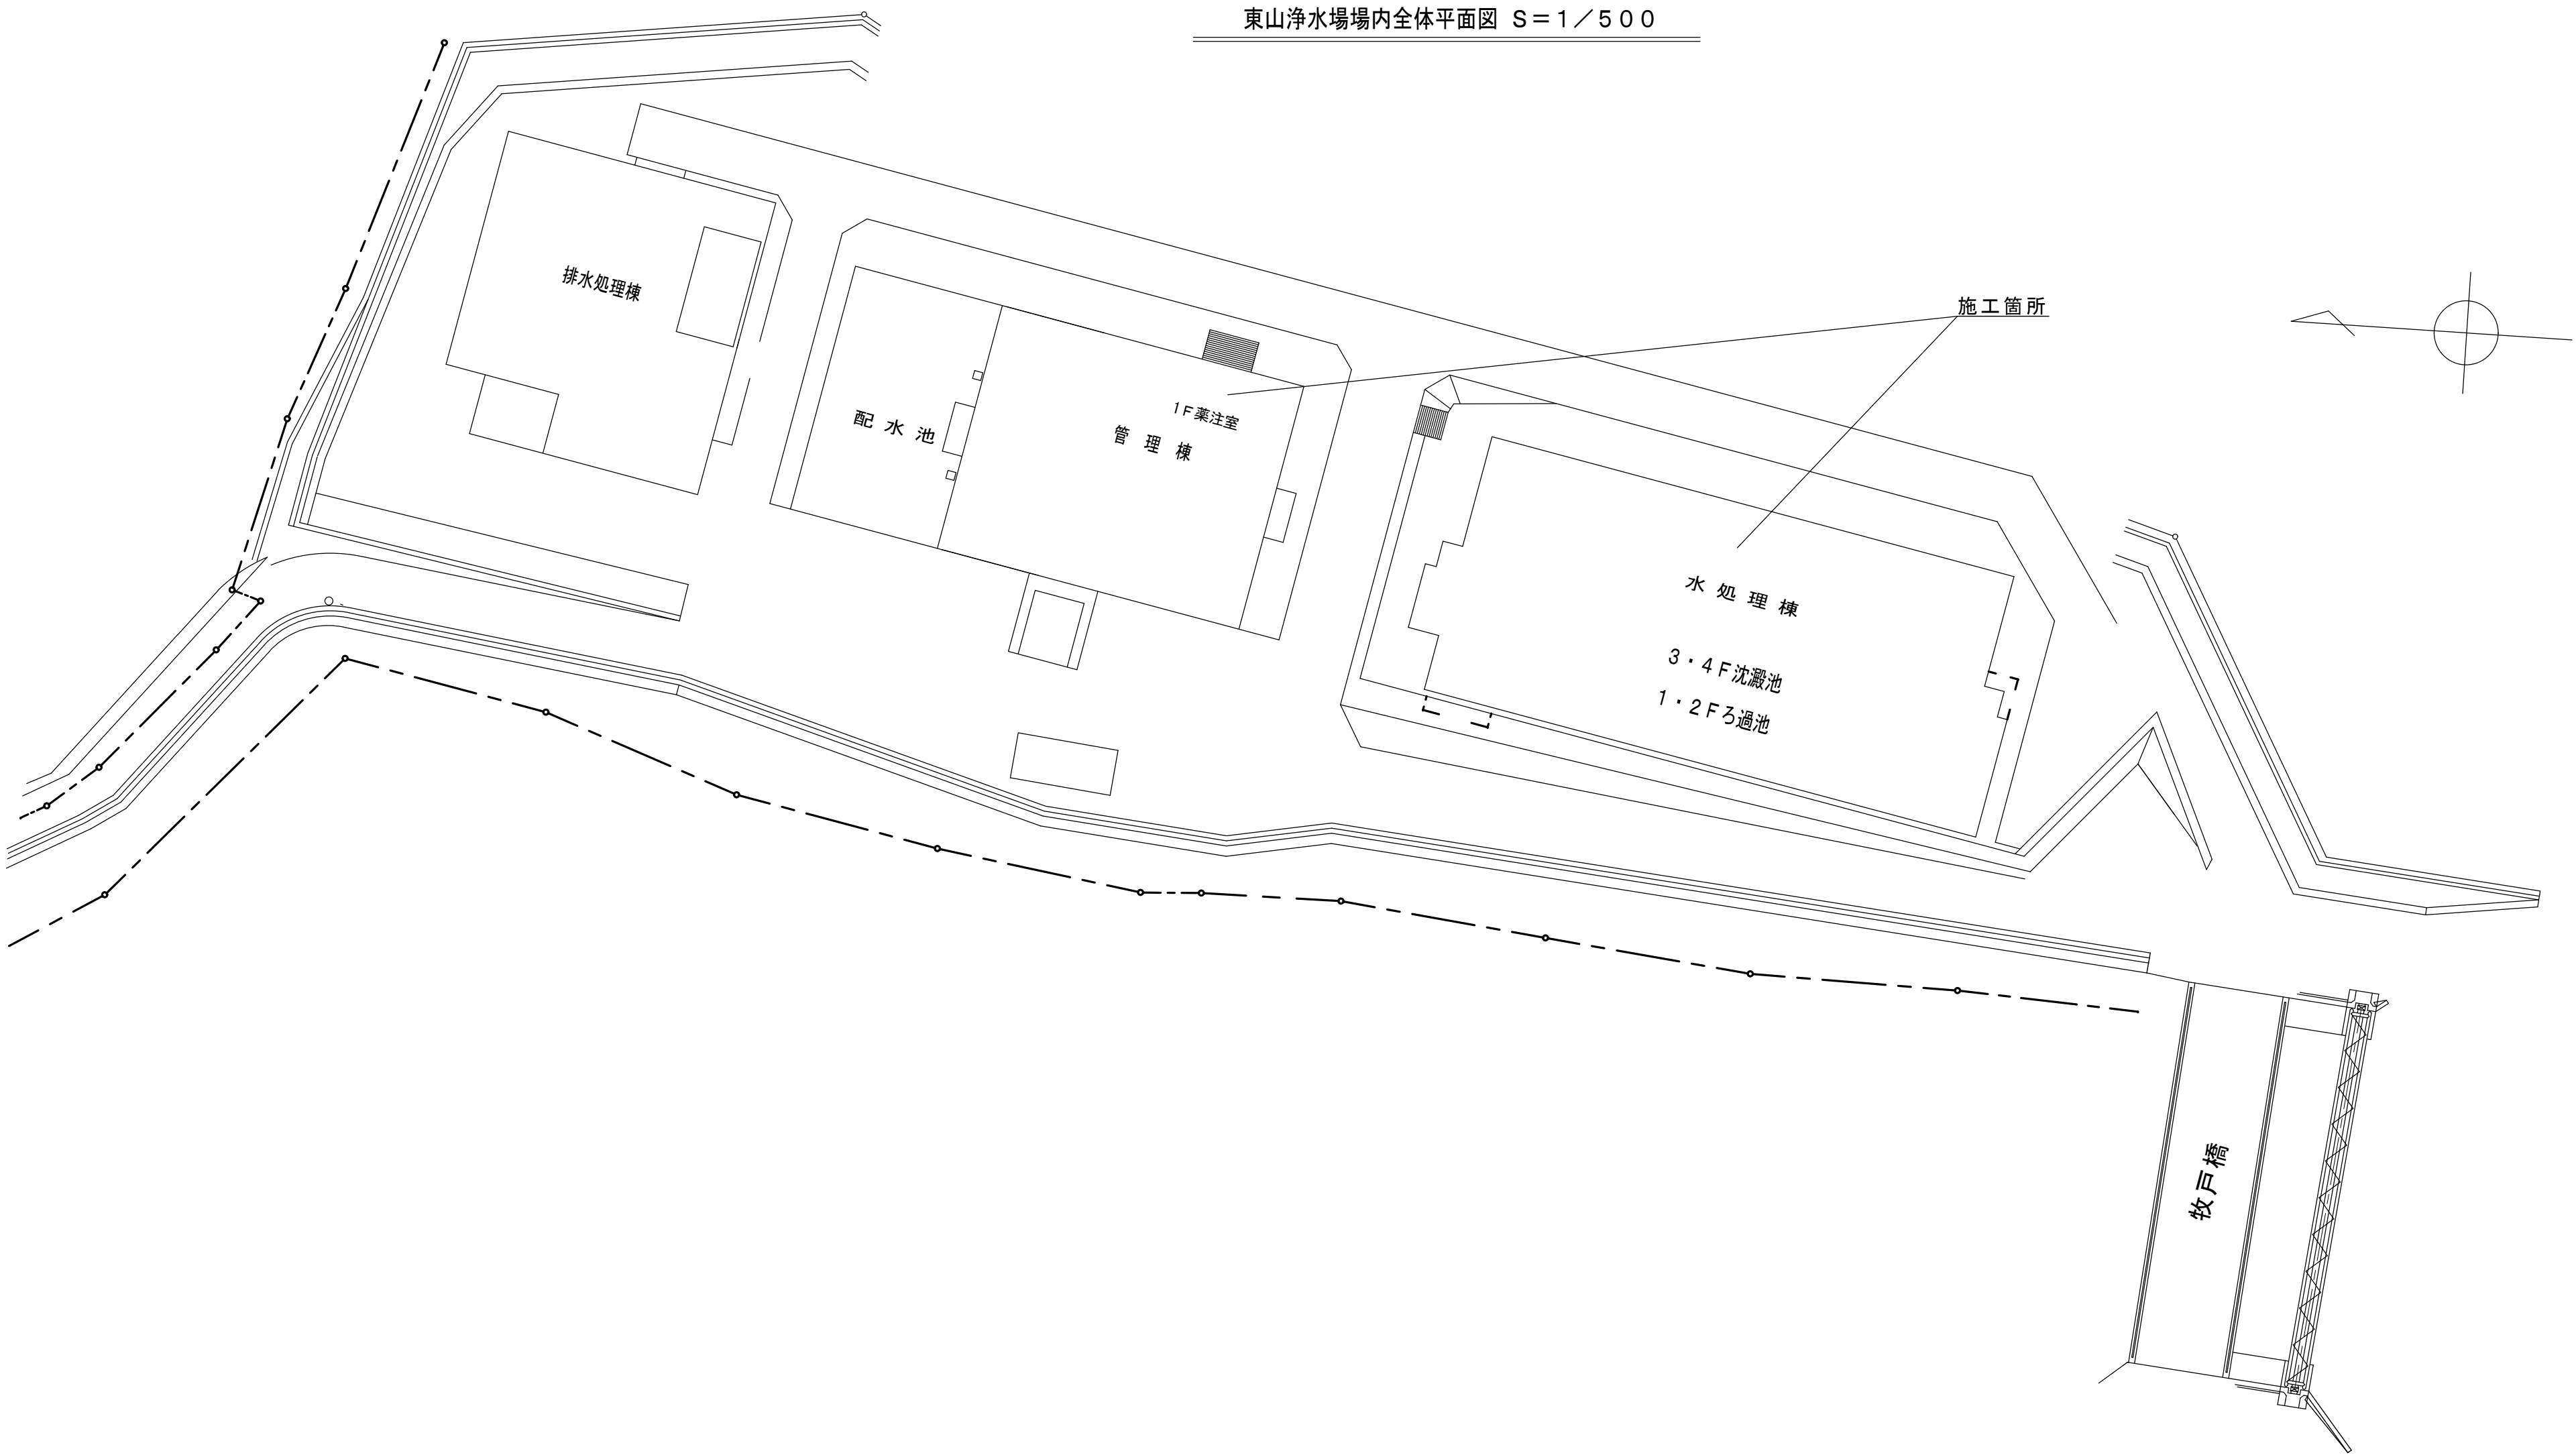 東山浄水場場内全体平面図 S=1/500
施工箇所
排水処理棟
配水池
1F薬注室
管理棟
水処理棟
3・4F沈澱池
1・2Fろ過池
牧戸橋